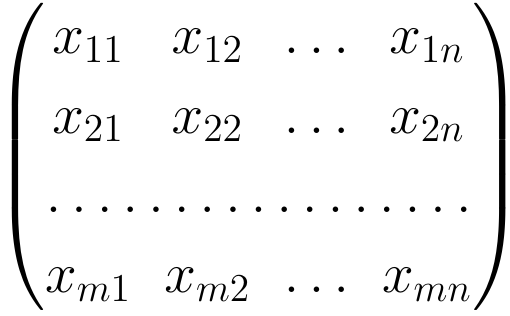 x₁₁ x₁₂ … x₁ₙ
x₂₁ x₂₂ … x₂ₙ
. . . . . . . . . . . . . . . . .
xₘ₁ xₘ₂ … xₘₙ